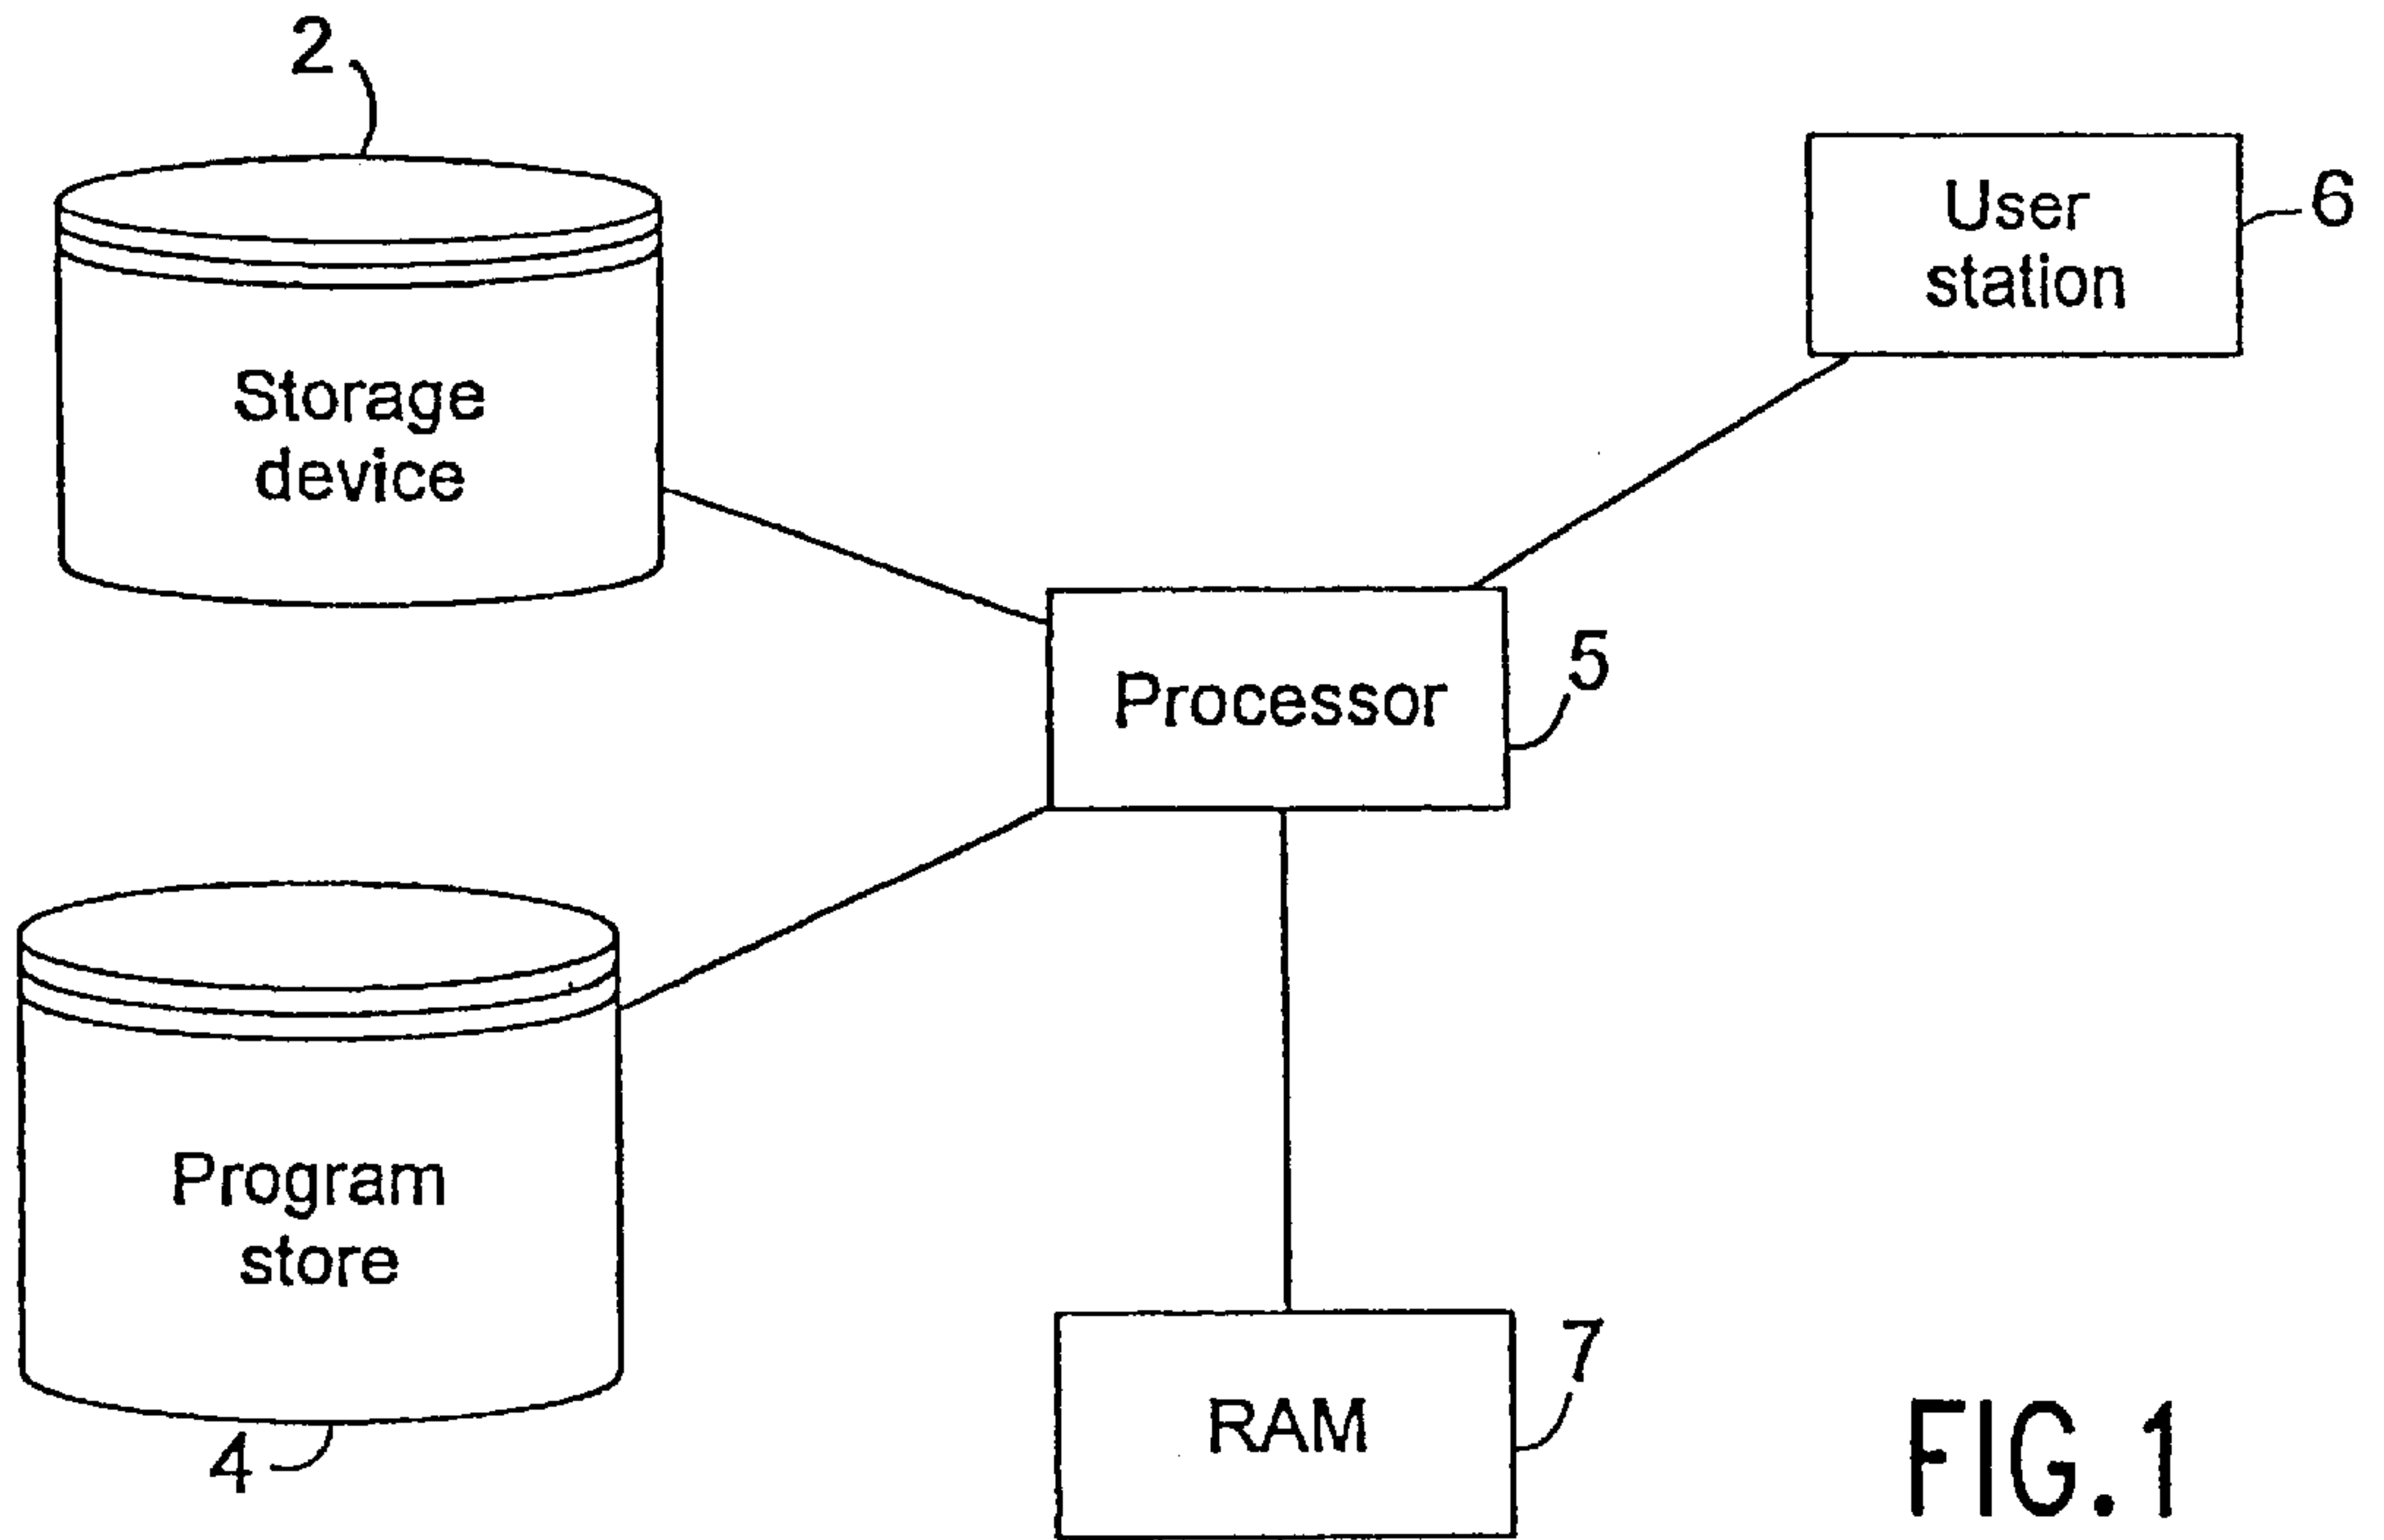 2
Storage
device
User
station
6
Processor
5
Program
store
4
RAM
7
FIG.1